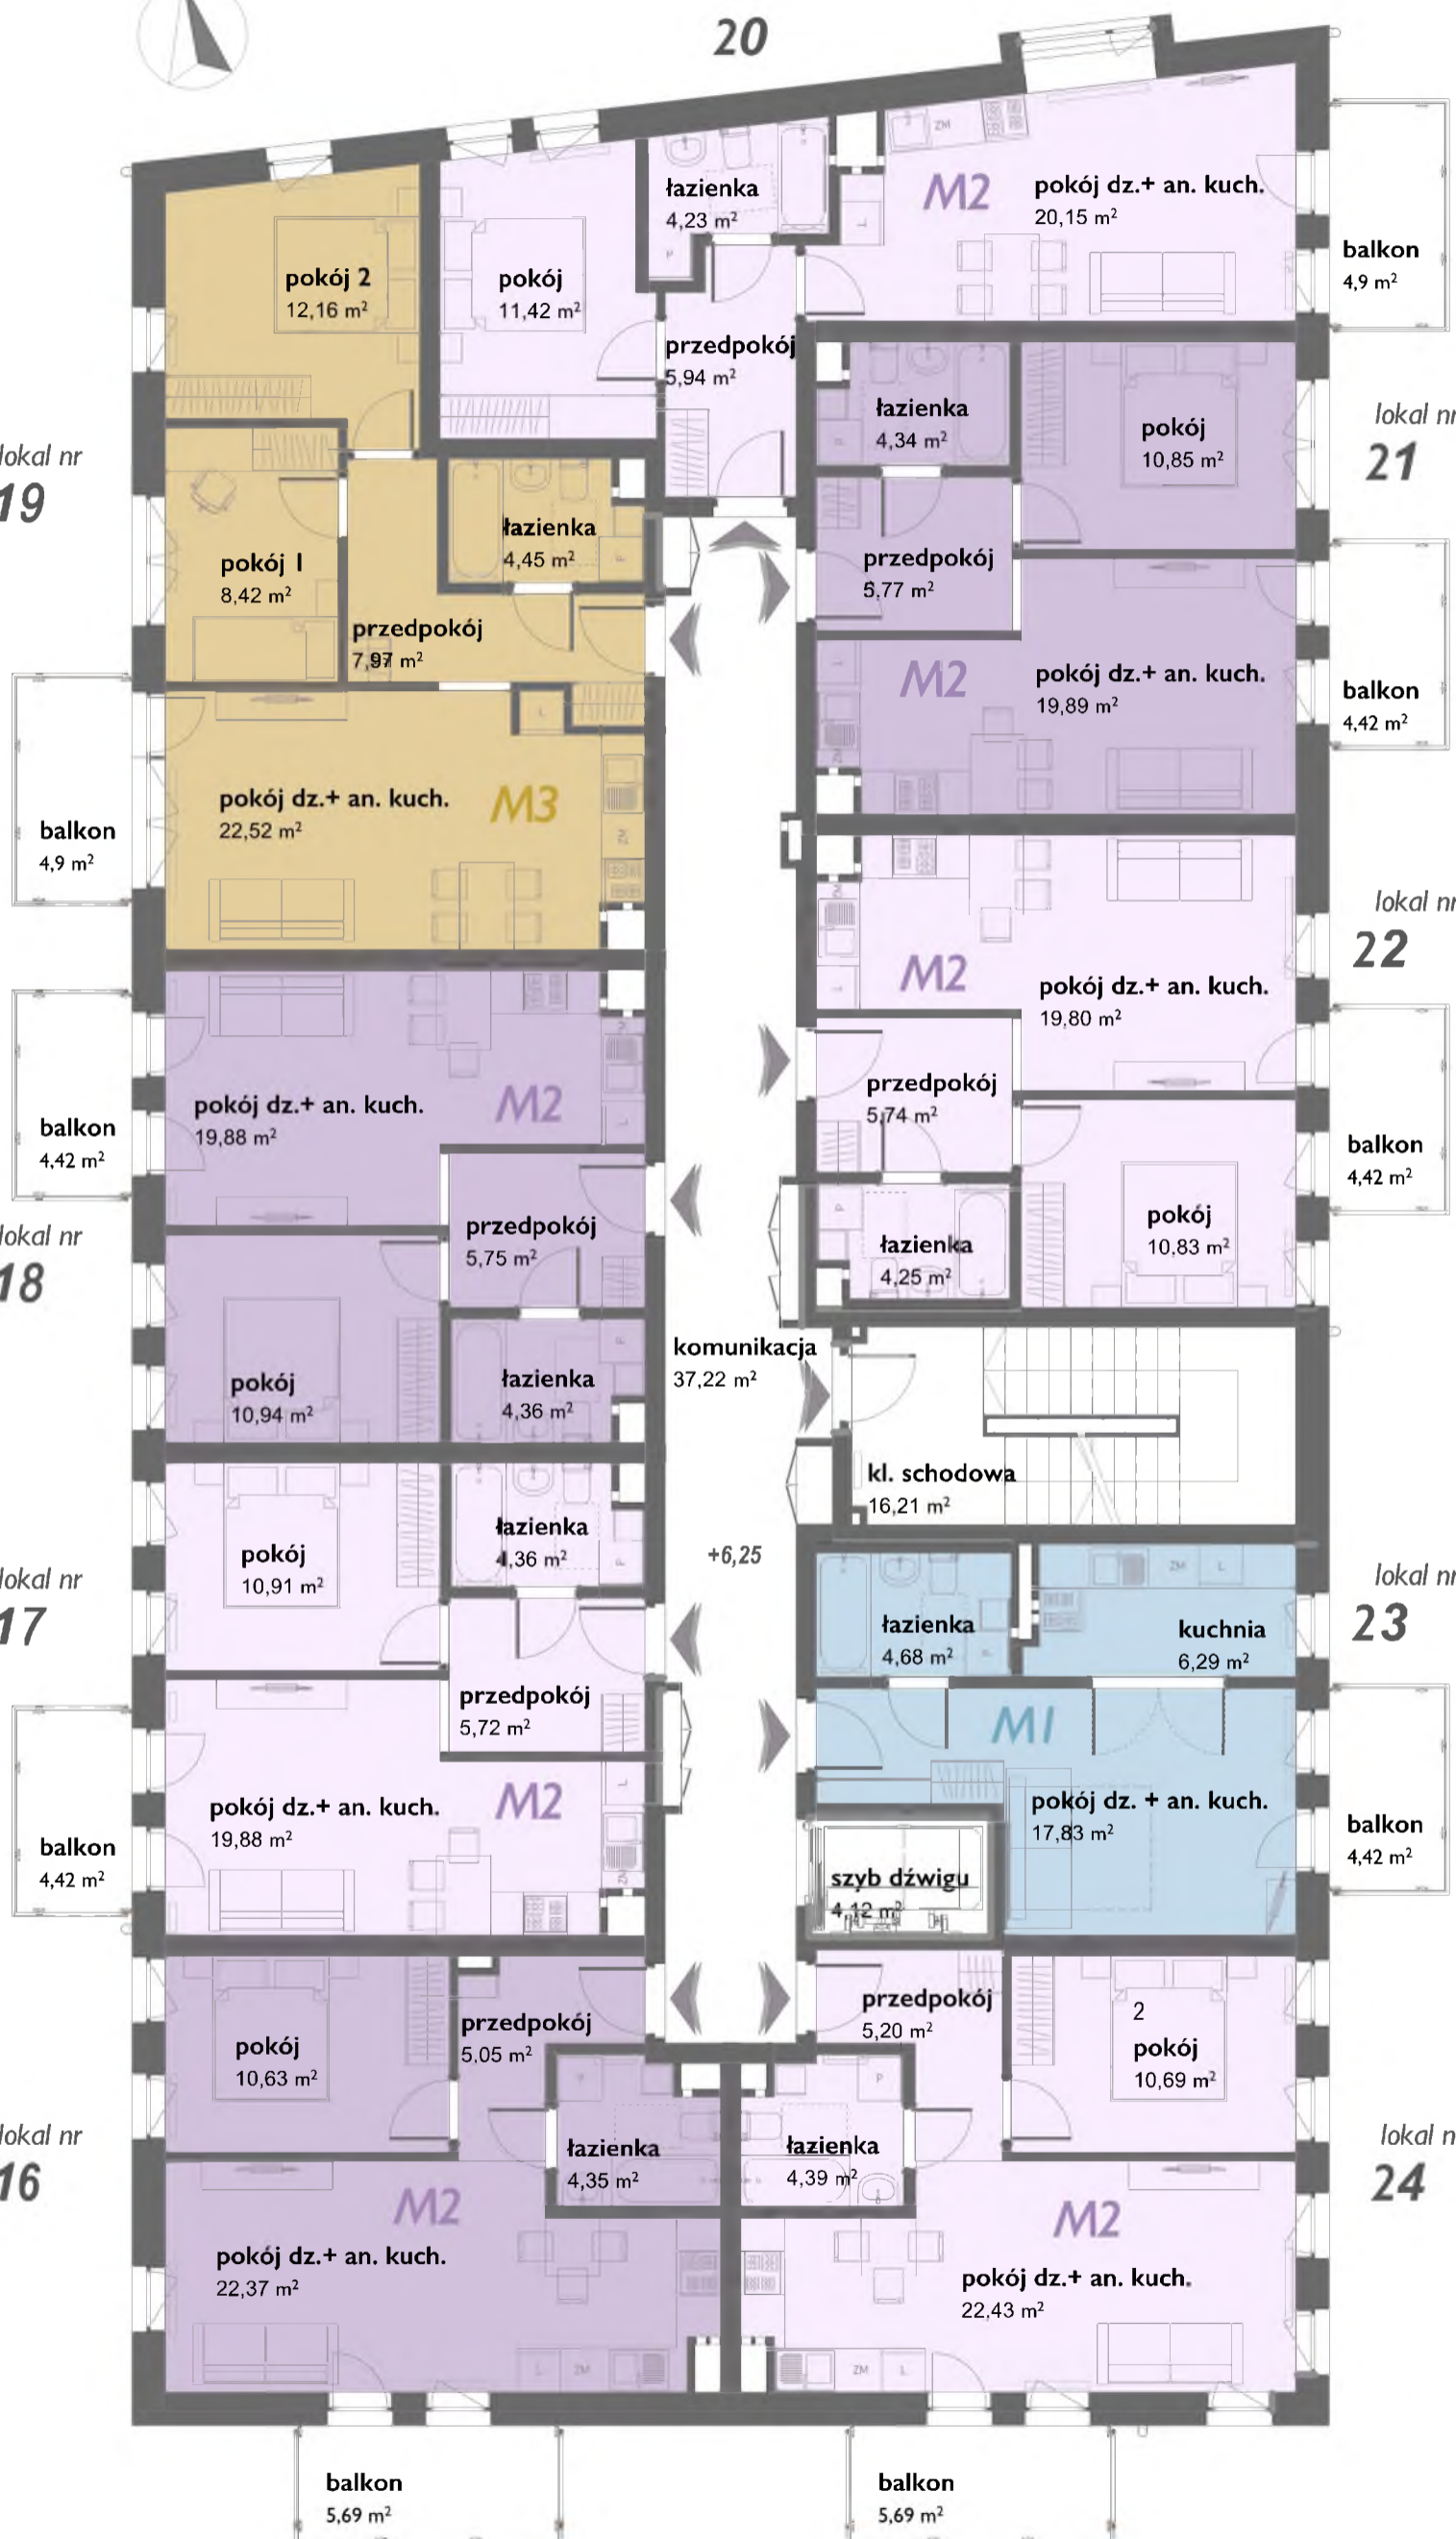 20
łazienka
4,23 m²
M2
pokój dz.+ an. kuch.
20,15 m²
ZM
L
P
balkon
4,9 m²
pokój 2
12,16 m²
pokój
11,42 m²
przedpokój
5,94 m²
łazienka
4,34 m²
pokój
10,85 m²
lokal nr
21
lokal nr
19
łazienka
4,45 m²
P
pokój 1
8,42 m²
przedpokój
5,77 m²
przedpokój
M2
pokój dz.+ an. kuch.
19,89 m²
balkon
4,42 m²
L
pokój dz.+ an. kuch.
22,52 m²
M3
balkon
4,9 m²
lokal nr
22
M2
pokój dz.+ an. kuch.
19,80 m²
L
pokój dz.+ an. kuch.
19,88 m²
M2
balkon
4,42 m²
przedpokój
5,74 m²
balkon
4,42 m²
lokal nr
18
przedpokój
5,75 m²
pokój
10,83 m²
łazienka
4,25 m²
komunikacja
37,22 m²
pokój
10,94 m²
łazienka
4,36 m²
kl. schodowa
16,21 m²
łazienka
4,36 m²
pokój
10,91 m²
+6,25
lokal nr
17
lokal nr
23
ZM
L
łazienka
4,68 m²
kuchnia
6,29 m²
przedpokój
5,72 m²
M1
pokój dz.+ an. kuch.
19,88 m²
M2
L
pokój dz. + an. kuch.
17,83 m²
balkon
4,42 m²
balkon
4,42 m²
szyb dźwigu
4,12 m²
przedpokój
5,20 m²
przedpokój
5,05 m²
pokój
10,63 m²
2
pokój
10,69 m²
P
lokal nr
16
łazienka
4,35 m²
łazienka
4,39 m²
lokal n
24
M2
M2
pokój dz.+ an. kuch.
22,37 m²
pokój dz.+ an. kuch.
22,43 m²
L
ZM
ZM
L
balkon
5,69 m²
balkon
5,69 m²